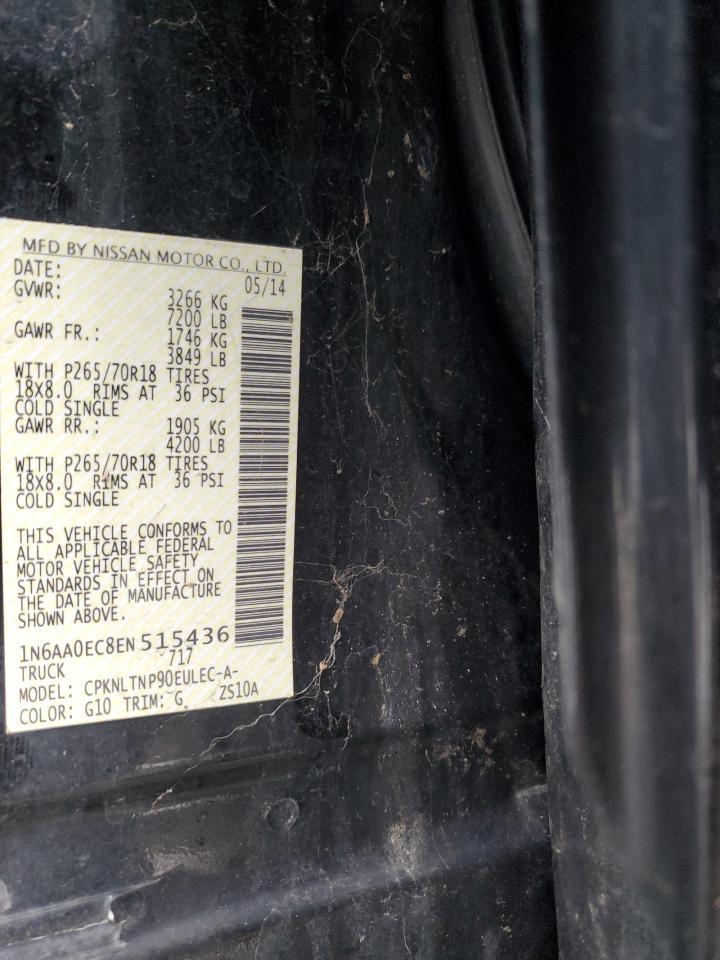 MFD BY NISSAN MOTOR CO., LTD.
DATE: 05/14
GVWR: 3266 KG
7200 LB
GAWR FR.: 1746 KG
3849 LB
WITH P265/70R18 TIRES
18X8.0 RIMS AT 36 PSI
COLD SINGLE
GAWR RR.: 1905 KG
4200 LB
WITH P265/70R18 TIRES
18X8.0 RIMS AT 36 PSI
COLD SINGLE
THIS VEHICLE CONFORMS TO
ALL APPLICABLE FEDERAL
MOTOR VEHICLE SAFETY
STANDARDS IN EFFECT ON
THE DATE OF MANUFACTURE
SHOWN ABOVE.
1N6AA0EC8EN515436
TRUCK 717
MODEL: CPKNLTNP90EULEC-A-
COLOR: G10 TRIM: G ZS10A